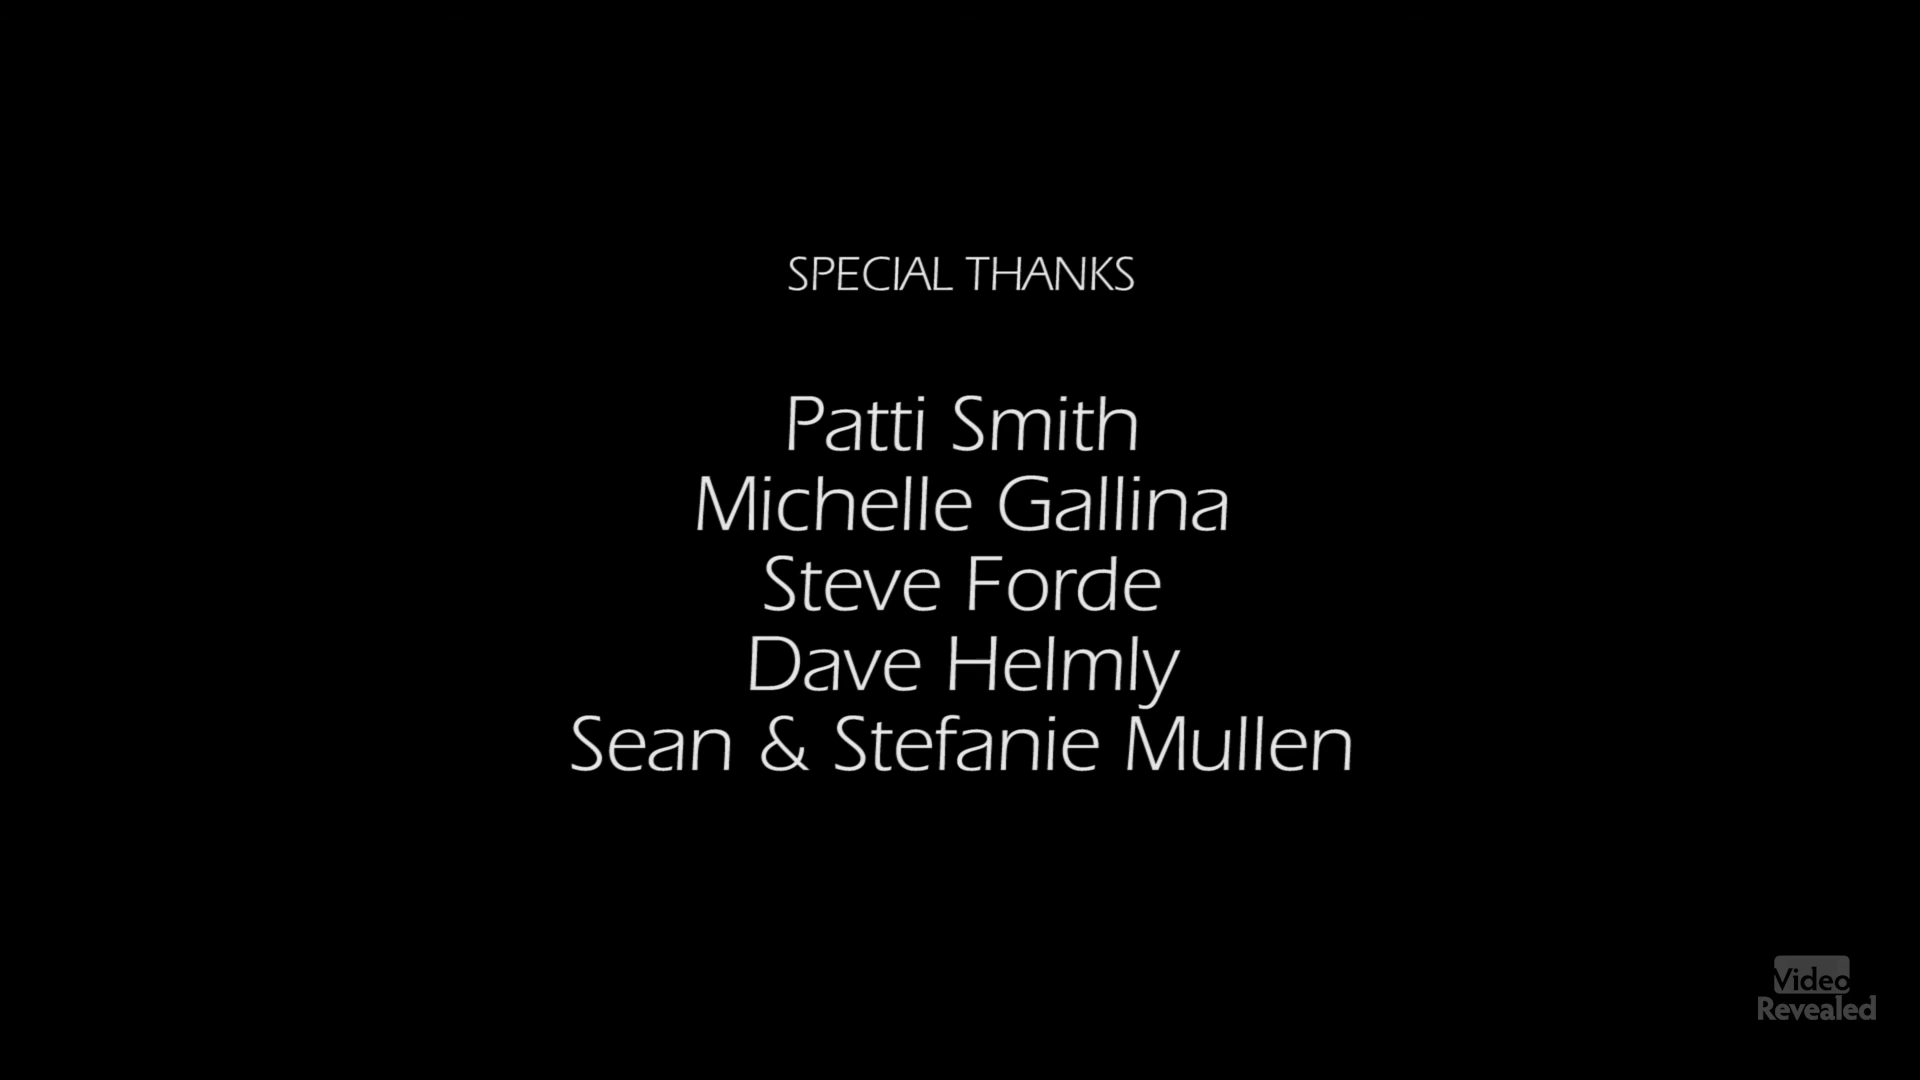 SPECIAL THANKS
Patti Smith
Michelle Gallina
Steve Forde
Dave Helmly
Sean & Stefanie Mullen
Video
Revealed